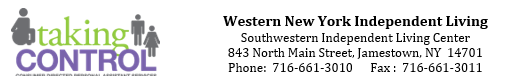 taking
CONTROL
CONSUMER DIRECTED PERSONAL ASSISTANT SERVICES
Western New York Independent Living
Southwestern Independent Living Center
843 North Main Street, Jamestown, NY  14701
Phone:  716-661-3010     Fax :  716-661-3011